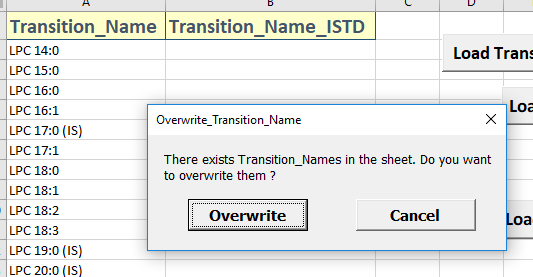 A B C D
Transition_Name Transition_Name_ISTD
LPC 14:0
Load Trans
LPC 15:0
LPC 16:0
LPC 16:1
Loa
LPC 17:0 (IS)
LPC 17:1
LPC 18:0
LPC 18:1
LPC 18:2
LPC 18:3
Load
LPC 19:0 (IS)
LPC 20:0 (IS)
Overwrite_Transition_Name
There exists Transition_Names in the sheet. Do you want
to overwrite them ?
Overwrite Cancel